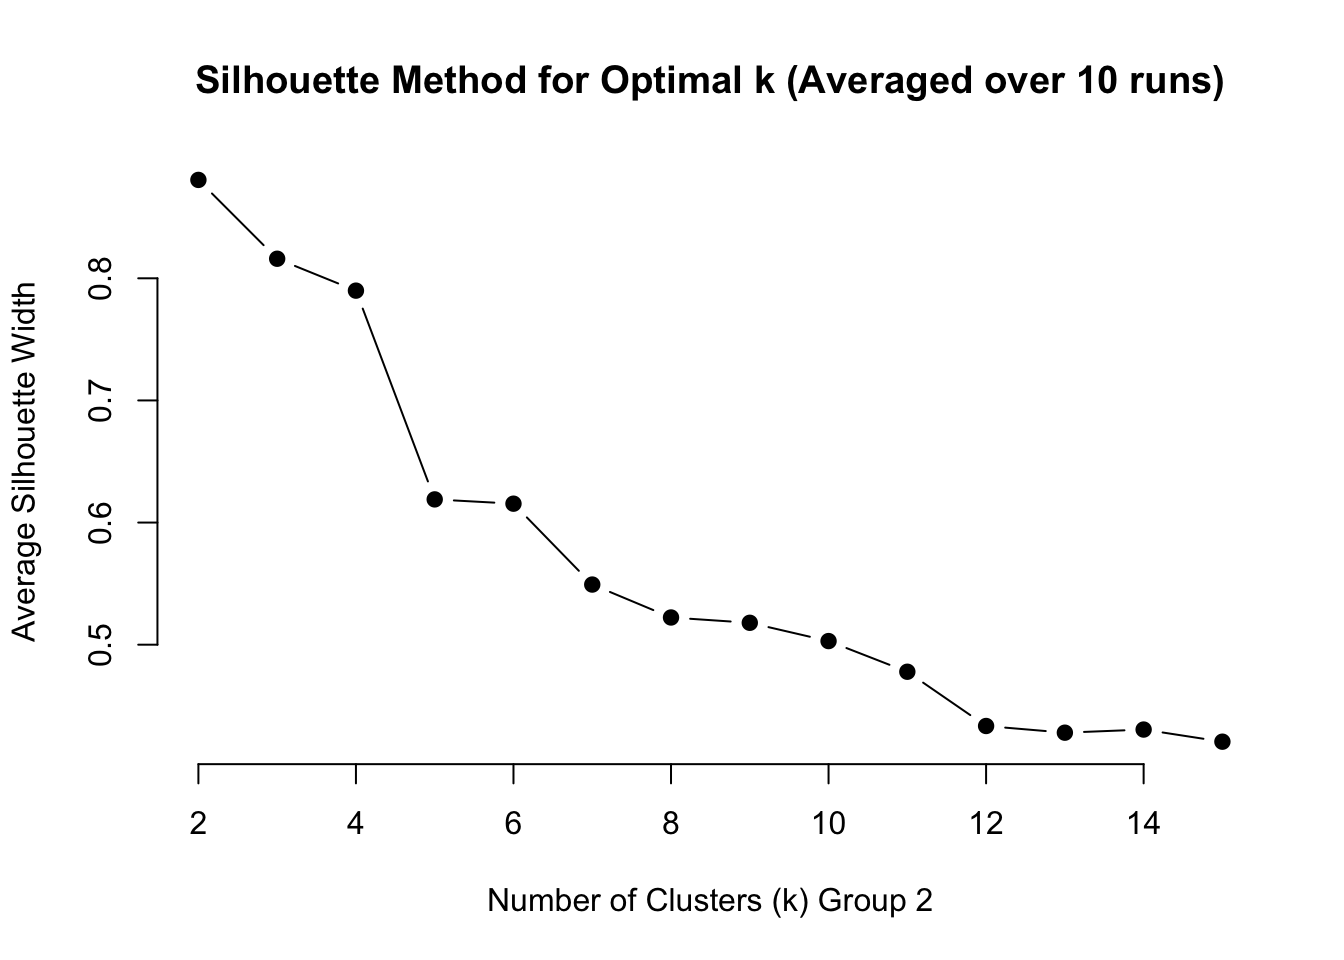 Silhouette Method for Optimal k (Averaged over 10 runs)
Average Silhouette Width
0.8
0.7
0.6
0.5
2 4 6 8 10 12 14
Number of Clusters (k) Group 2